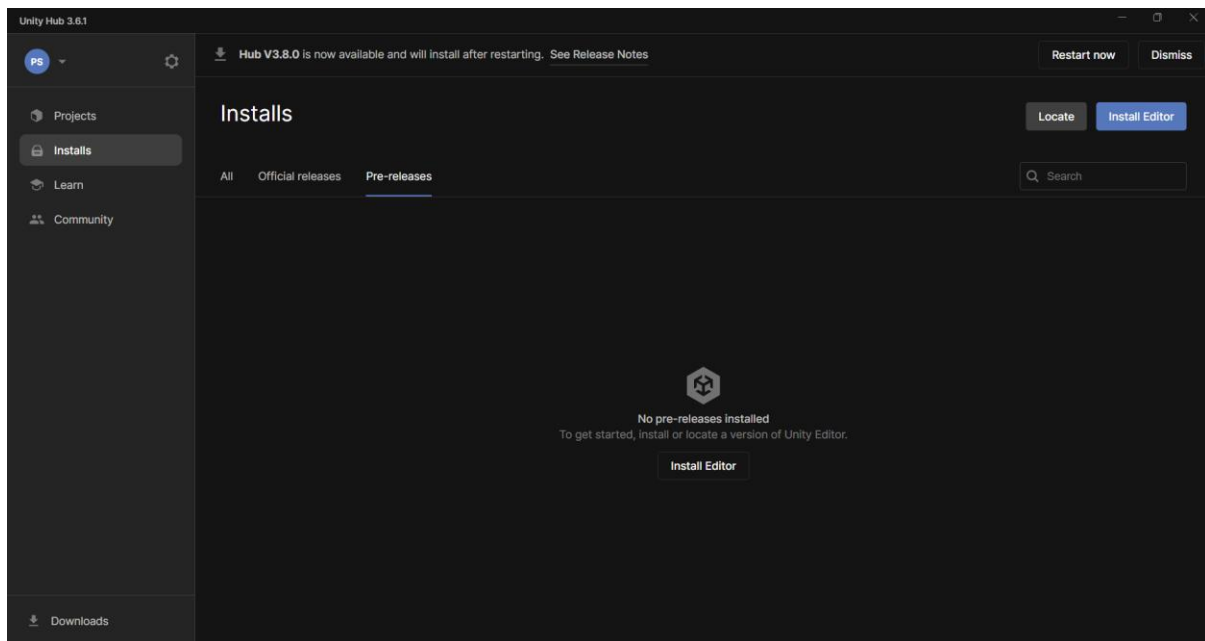 Unity Hub 3.6.1
PS
Hub V3.8.0 is now available and will install after restarting. See Release Notes
Restart now
Dismiss
Projects
Installs
Learn
Community
Installs
Locate
Install Editor
All
Official releases
Pre-releases
Search
No pre-releases installed
To get started, install or locate a version of Unity Editor.
Install Editor
Downloads